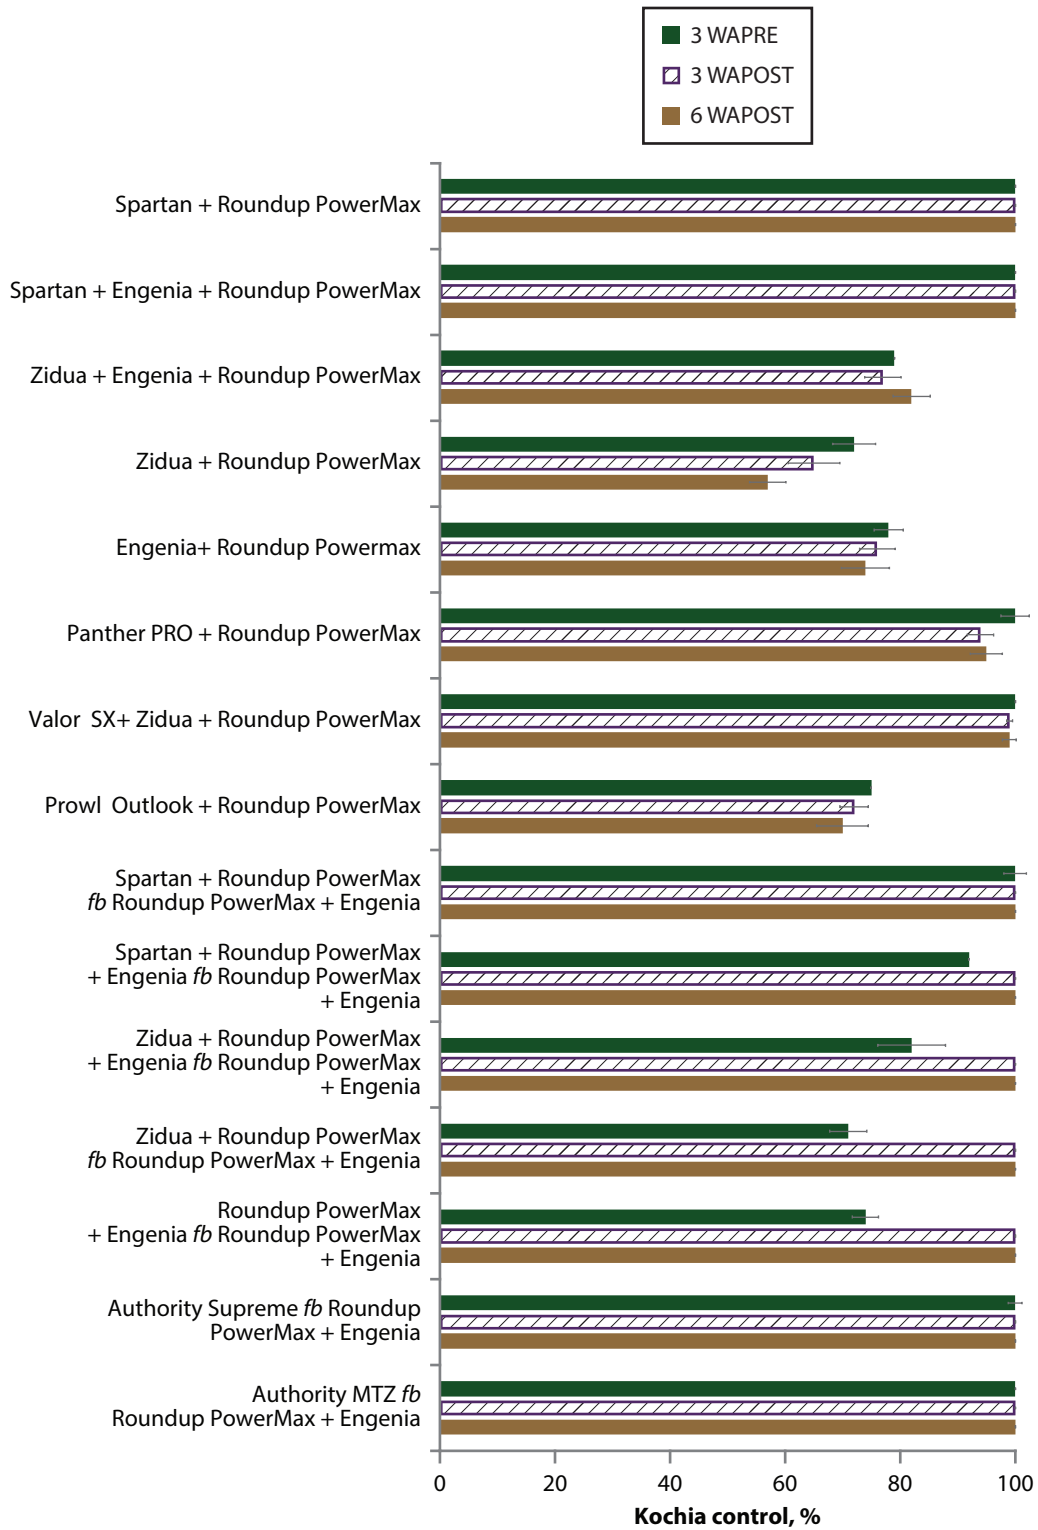 3 WAPRE
3 WAPOST
6 WAPOST
Spartan + Roundup PowerMax
Spartan + Engenia + Roundup PowerMax
Zidua + Engenia + Roundup PowerMax
Zidua + Roundup PowerMax
Engenia+ Roundup Powermax
Panther PRO + Roundup PowerMax
Valor SX+ Zidua + Roundup PowerMax
Prowl Outlook + Roundup PowerMax
Spartan + Roundup PowerMax
fb Roundup PowerMax + Engenia
Spartan + Roundup PowerMax
+ Engenia fb Roundup PowerMax
+ Engenia
Zidua + Roundup PowerMax
+ Engenia fb Roundup PowerMax
+ Engenia
Zidua + Roundup PowerMax
fb Roundup PowerMax + Engenia
Roundup PowerMax
+ Engenia fb Roundup PowerMax
+ Engenia
Authority Supreme fb Roundup
PowerMax + Engenia
Authority MTZ fb
Roundup PowerMax + Engenia
0 20 40 60 80 100
Kochia control, %